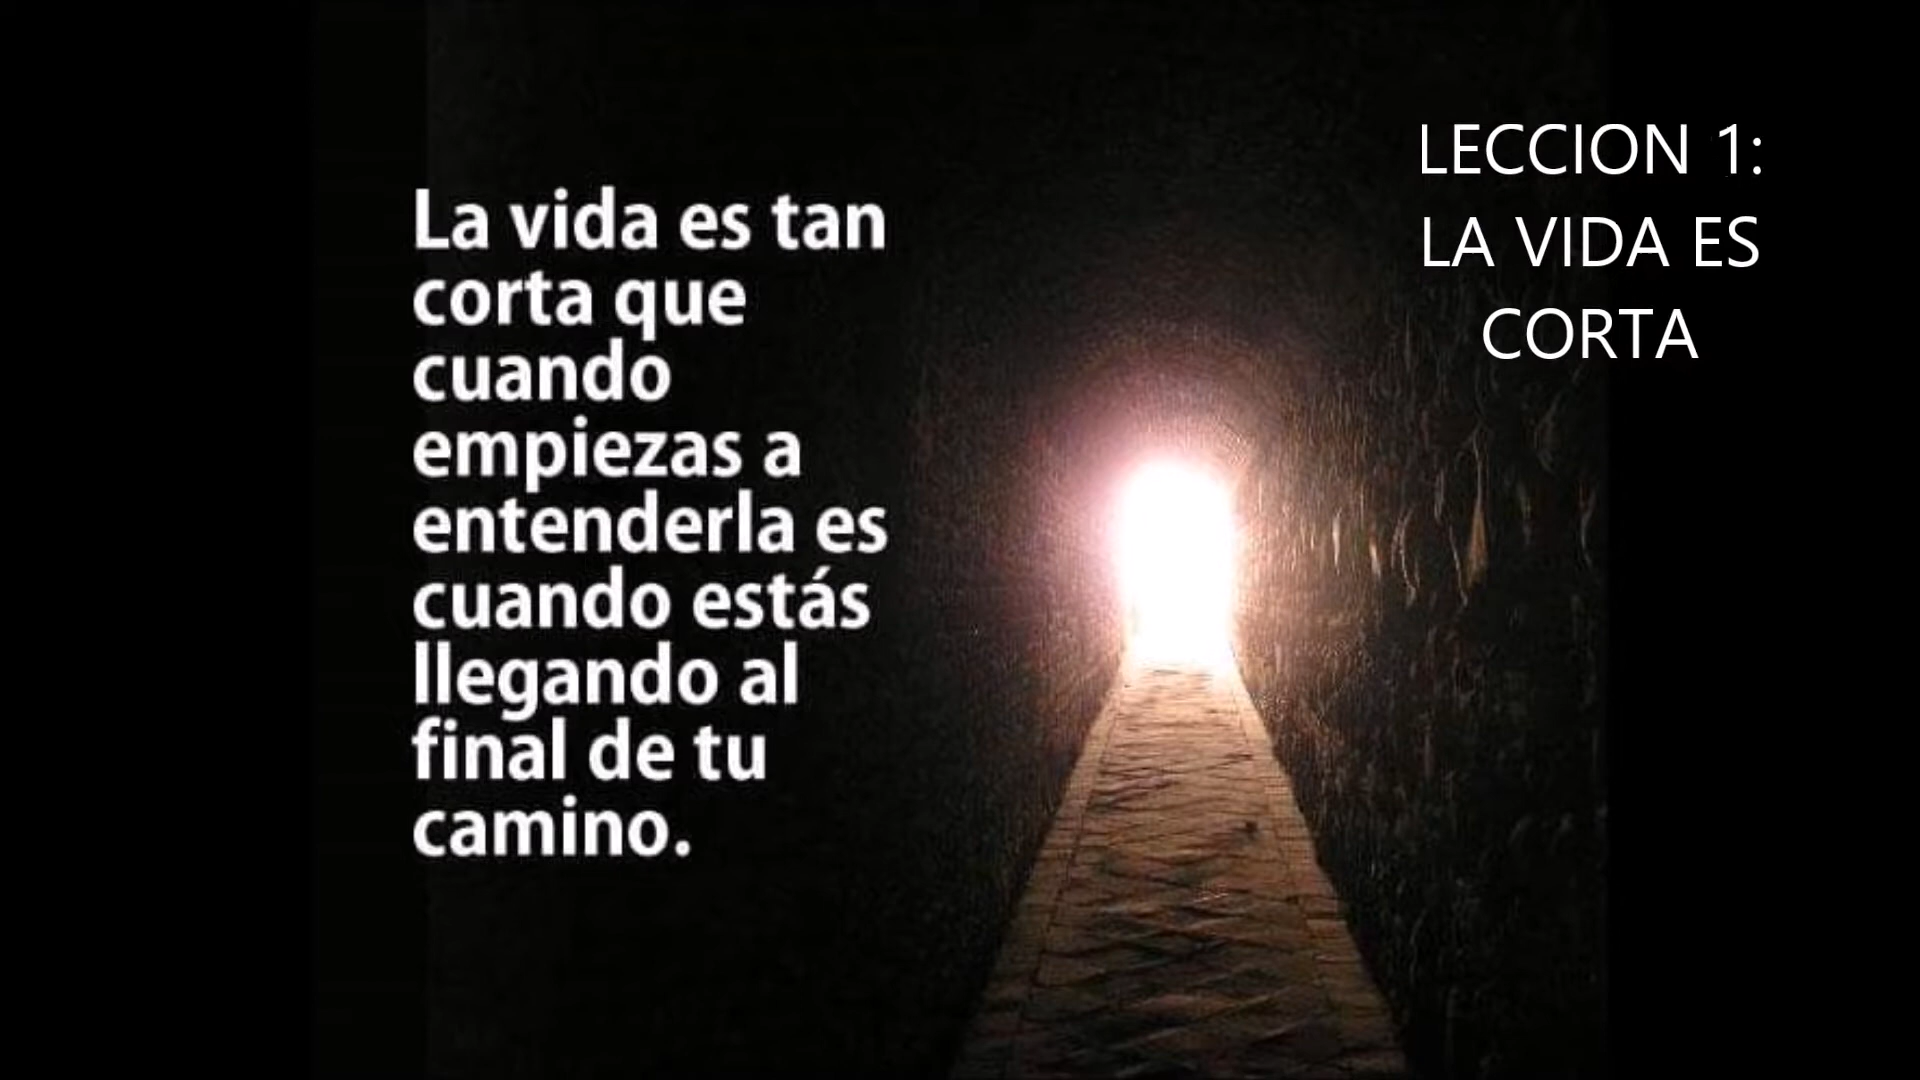 La vida es tan
corta que
cuando
empiezas a
entenderla es
cuando estás
llegando al
final de tu
camino.
LECCION 1:
LA VIDA ES
CORTA